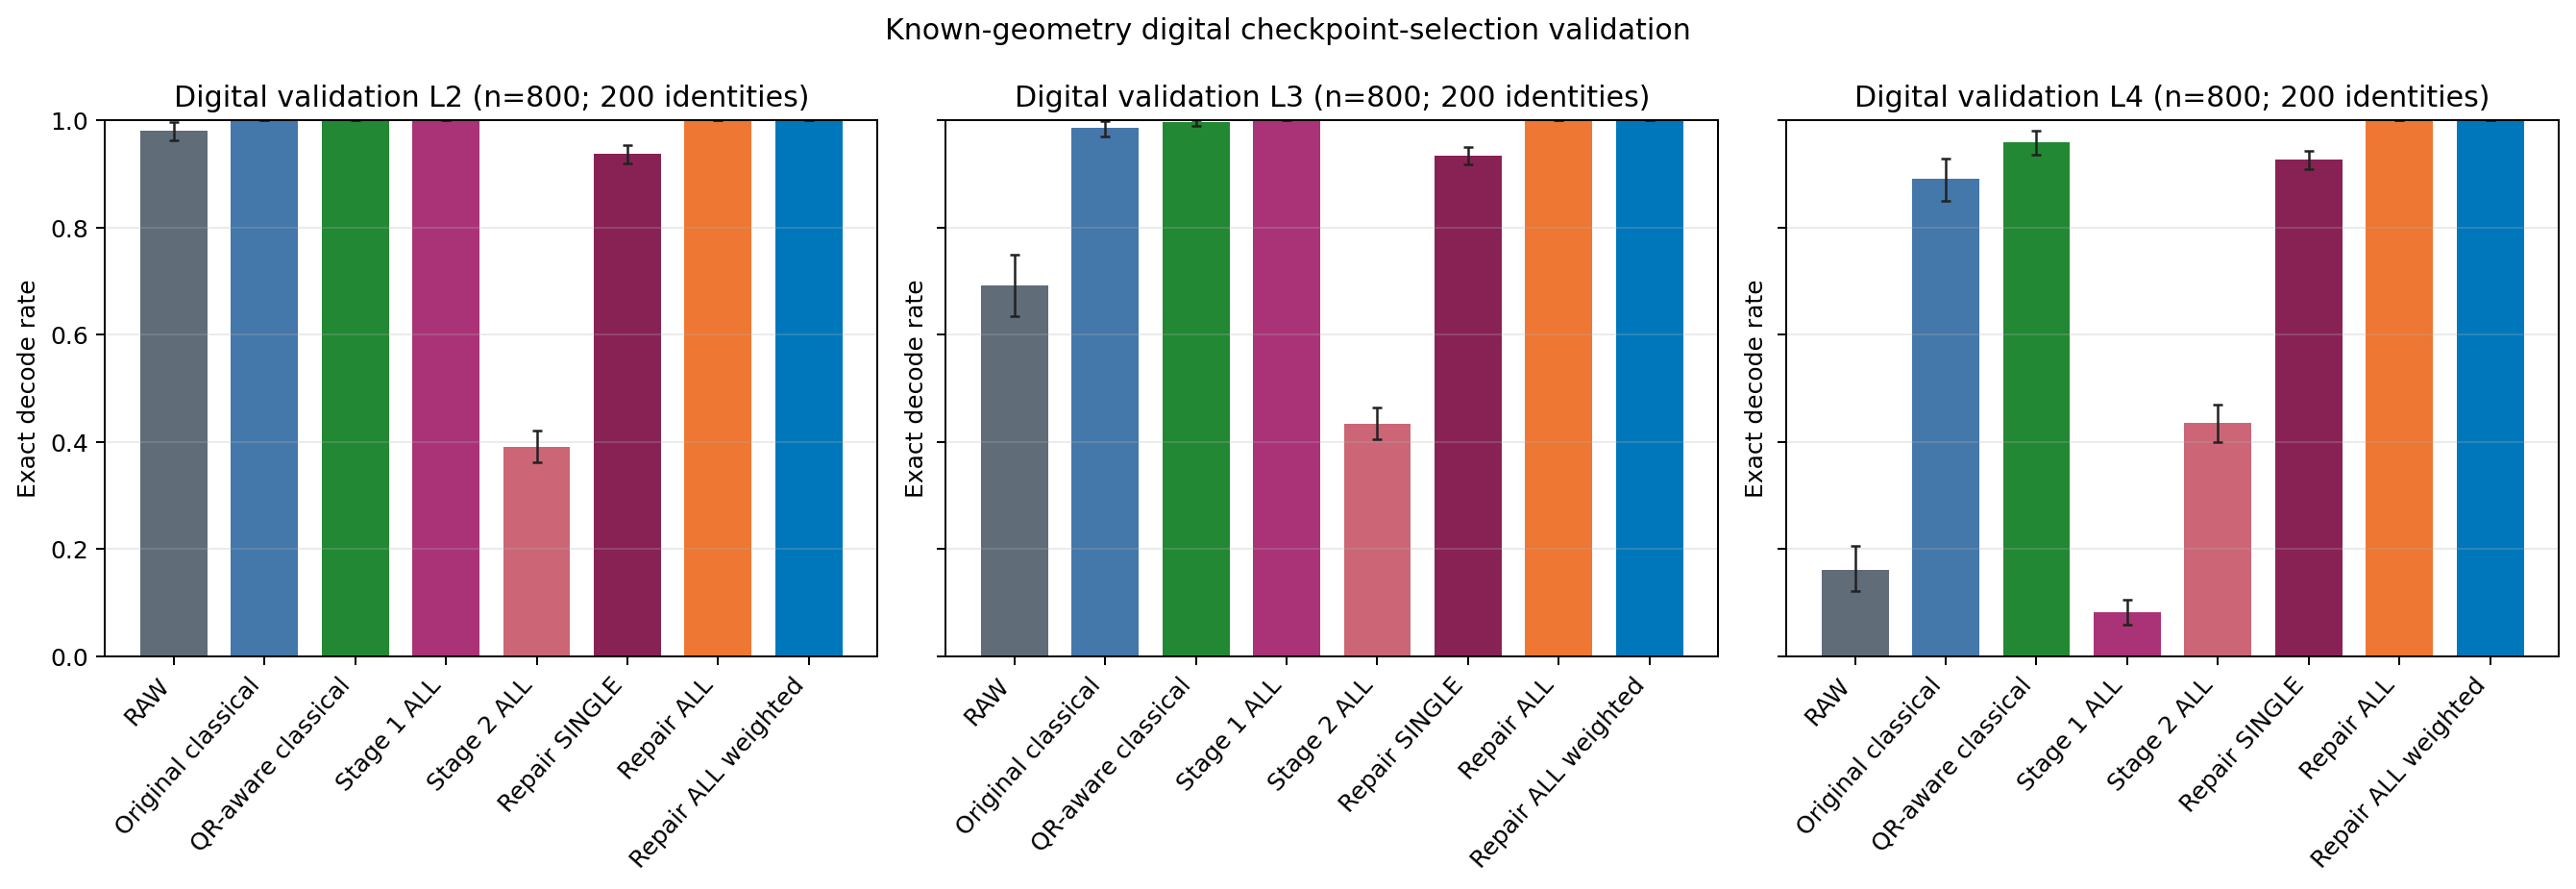 Known-geometry digital checkpoint-selection validation
Digital validation L2 (n=800; 200 identities)
Exact decode rate
1.0
0.8
0.6
0.4
0.2
0.0
RAW
Original classical
QR-aware classical
Stage 1 ALL
Stage 2 ALL
Repair SINGLE
Repair ALL
Repair ALL weighted
Digital validation L3 (n=800; 200 identities)
Exact decode rate
RAW
Original classical
QR-aware classical
Stage 1 ALL
Stage 2 ALL
Repair SINGLE
Repair ALL
Repair ALL weighted
Digital validation L4 (n=800; 200 identities)
Exact decode rate
RAW
Original classical
QR-aware classical
Stage 1 ALL
Stage 2 ALL
Repair SINGLE
Repair ALL
Repair ALL weighted